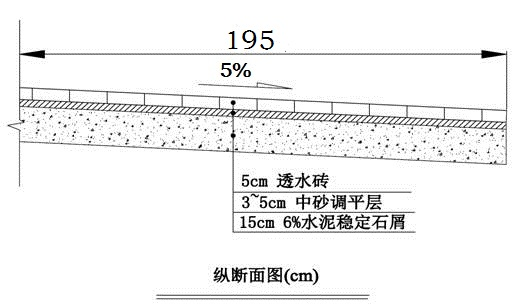 195
5%
5cm 透水砖
3~5cm 中砂调平层
15cm 6%水泥稳定石屑
纵断面图(cm)